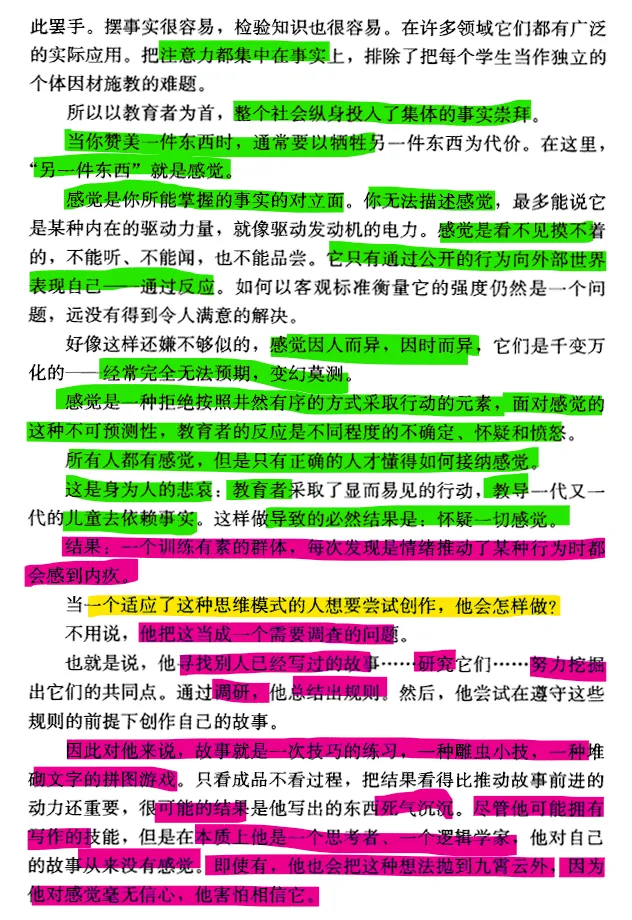 此罢手。摆事实很容易，检验知识也很容易。在许多领域它们都有广泛
的实际应用。把注意力都集中在事实上，排除了把每个学生当作独立的
个体因材施教的难题。
所以以教育者为首，整个社会纵身投入了集体的事实崇拜。
当你赞美一件东西时，通常要以牺牲另一件东西为代价。在这里，
“另一件东西”就是感觉。
感觉是你所能掌握的事实的对立面。你无法描述感觉，最多能说它
是某种内在的驱动力量，就像驱动发动机的电力。感觉是看不见摸不着
的，不能听、不能闻，也不能品尝。它只有通过公开的行为向外部世界
表现自己——通过反应。如何以客观标准衡量它的强度仍然是一个问
题，远没有得到令人满意的解决。
好像这样还嫌不够似的，感觉因人而异，因时而异，它们是千变万
化的——经常完全无法预期，变幻莫测。
感觉是一种拒绝按照井然有序的方式采取行动的元素，面对感觉的
这种不可预测性，教育者的反应是不同程度的不确定、怀疑和愤怒。
所有人都有感觉，但是只有正确的人才懂得如何接纳感觉。
这是身为人的悲哀：教育者采取了显而易见的行动，教导一代又一
代的儿童去依赖事实。这样做导致的必然结果是：怀疑一切感觉。
结果：一个训练有素的群体，每次发现是情绪推动了某种行为时都
会感到内疚。
当一个适应了这种思维模式的人想要尝试创作，他会怎样做？
不用说，他把这当成一个需要调查的问题。
也就是说，他寻找别人已经写过的故事……研究它们……努力挖掘
出它们的共同点。通过调研，他总结出规则。然后，他尝试在遵守这些
规则的前提下创作自己的故事。
因此对他来说，故事就是一次技巧的练习，一种雕虫小技，一种堆
砌文字的拼图游戏。只看成品不看过程，把结果看得比推动故事前进的
动力还重要，很可能的结果是他写出的东西死气沉沉。尽管他可能拥有
写作的技能，但是在本质上他是一个思考者、一个逻辑学家，他对自己
的故事从来没有感觉。即使有，他也会把这种想法抛到九霄云外，因为
他对感觉毫无信心，他害怕相信它。